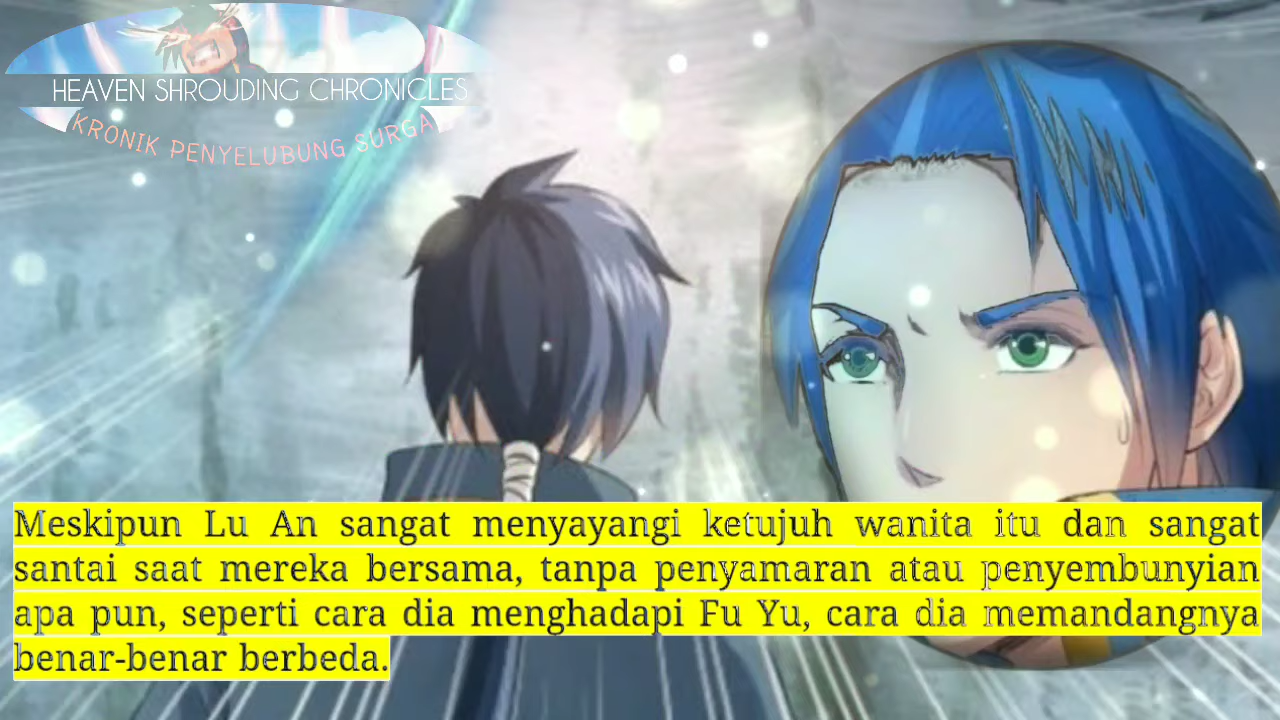 HEAVEN SHROUDING CHRONICLES
KRONIK PENYELUBUNG SURGA
Meskipun Lu An sangat menyayangi ketujuh wanita itu dan sangat
santai saat mereka bersama, tanpa penyamaran atau penyembunyian
apa pun, seperti cara dia menghadapi Fu Yu, cara dia memandangnya
benar-benar berbeda.